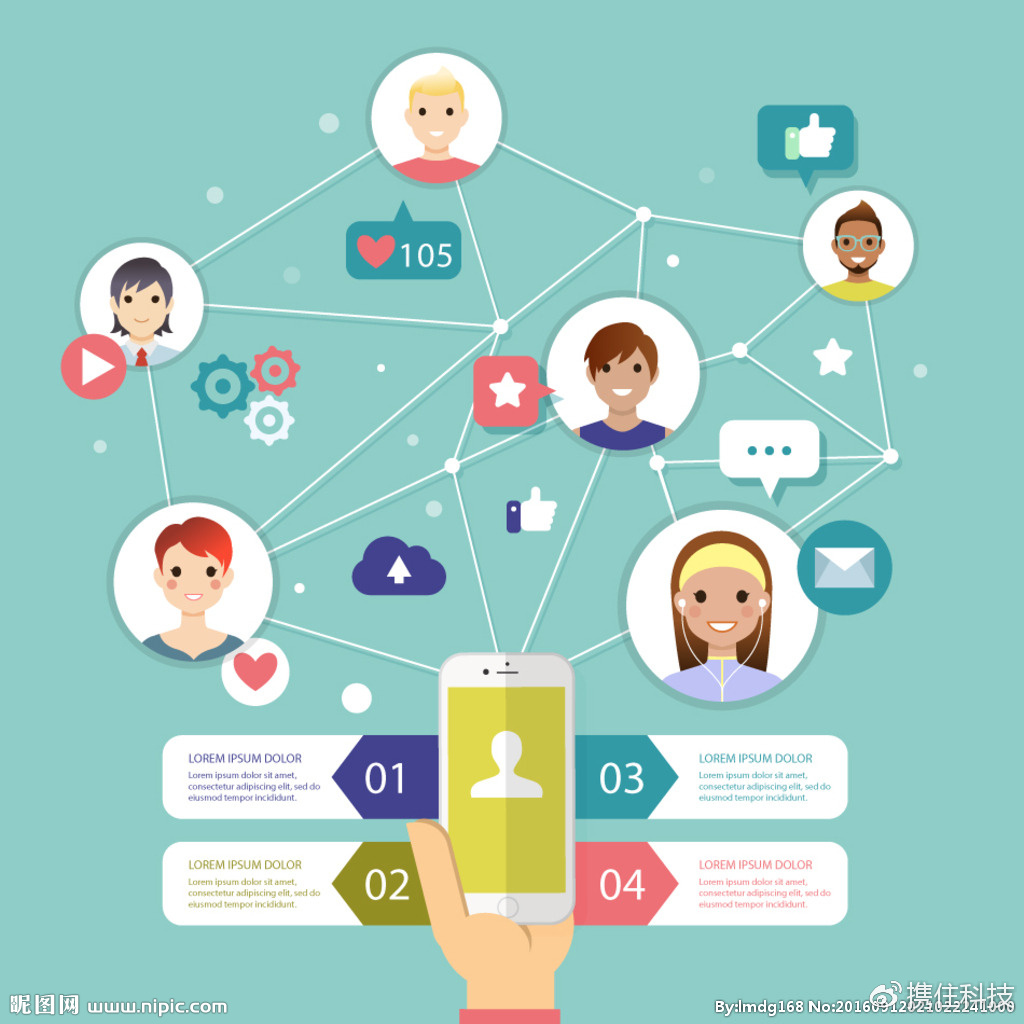 105
LOREM IPSUM DOLOR
Lorem ipsum dolor sit amet,
consectetur adipiscing elit, sed do
eiusmod tempor incididunt.
01
03
LOREM IPSUM DOLOR
Lorem ipsum dolor sit amet,
consectetur adipiscing elit, sed do
eiusmod tempor incididunt.
LOREM IPSUM DOLOR
Lorem ipsum dolor sit amet,
consectetur adipiscing elit, sed do
eiusmod tempor incididunt.
02
04
LOREM IPSUM DOLOR
Lorem ipsum dolor sit amet,
consectetur adipiscing elit, sed do
eiusmod tempor incididunt.
昵图网 www.nipic.com
携住科技
By:lmdg168